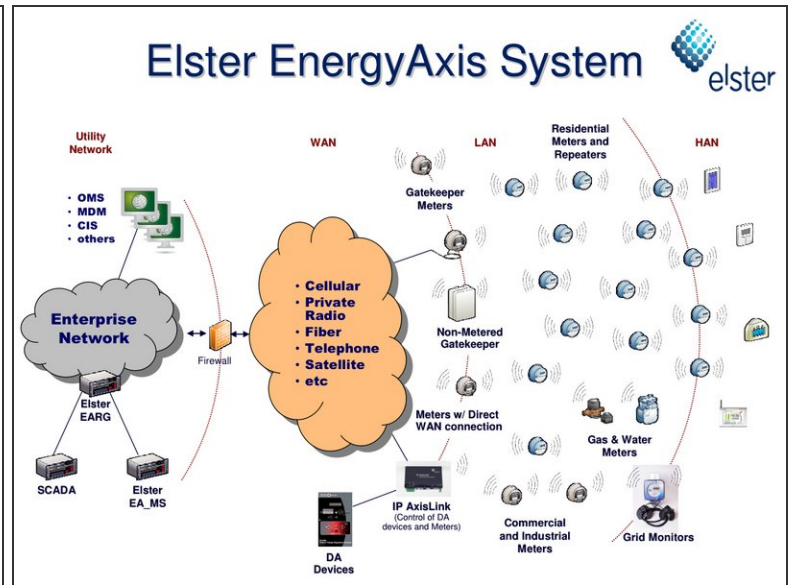 Elster EnergyAxis System
elster
Utility
Network
WAN
LAN
Residential
Meters and
Repeaters
HAN
• OMS
• MDM
• CIS
• others
Gatekeeper
Meters
Enterprise
Network
Firewall
• Cellular
• Private
Radio
• Fiber
• Telephone
• Satellite
• etc
Non-Metered
Gatekeeper
Elster
EARG
Meters w/ Direct
WAN connection
Gas & Water
Meters
SCADA
Elster
EA_MS
IP AxisLink
(Control of DA
devices and Meters)
DA
Devices
Commercial
and Industrial
Meters
Grid Monitors